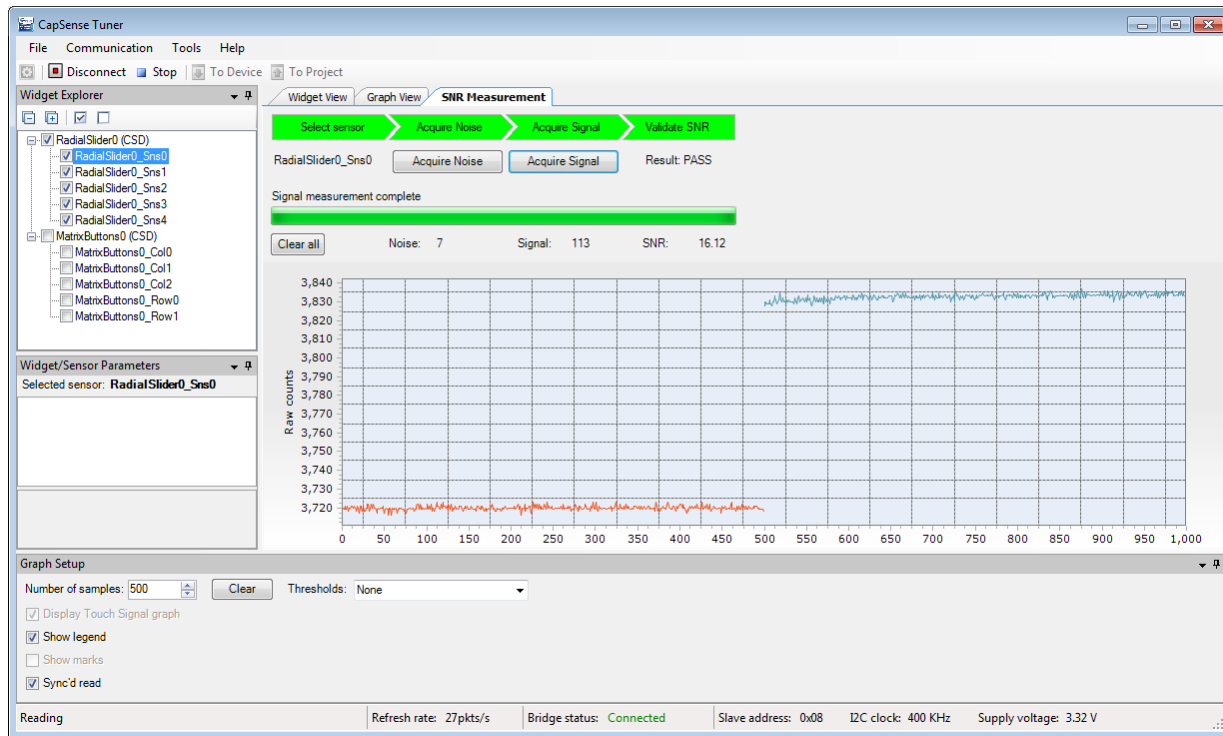 CapSense Tuner
File Communication Tools Help
Disconnect Stop To Device To Project
Widget Explorer
RadialSlider0 (CSD)
RadialSlider0_Sns0
RadialSlider0_Sns1
RadialSlider0_Sns2
RadialSlider0_Sns3
RadialSlider0_Sns4
MatrixButtons0 (CSD)
MatrixButtons0_Col0
MatrixButtons0_Col1
MatrixButtons0_Col2
MatrixButtons0_Row0
MatrixButtons0_Row1
Widget/Sensor Parameters
Selected sensor: RadialSlider0_Sns0
Widget View Graph View SNR Measurement
Select sensor Acquire Noise Acquire Signal Validate SNR
RadialSlider0_Sns0 Acquire Noise Acquire Signal Result: PASS
Signal measurement complete
Clear all Noise: 7 Signal: 113 SNR: 16.12
Raw counts
3,840
3,830
3,820
3,810
3,800
3,790
3,780
3,770
3,760
3,750
3,740
3,730
3,720
0 50 100 150 200 250 300 350 400 450 500 550 600 650 700 750 800 850 900 950 1,000
Graph Setup
Number of samples: 500 Clear Thresholds: None
Display Touch Signal graph
Show legend
Show marks
Sync'd read
Reading Refresh rate: 27pkts/s Bridge status: Connected Slave address: 0x08 I2C clock: 400 KHz Supply voltage: 3.32 V